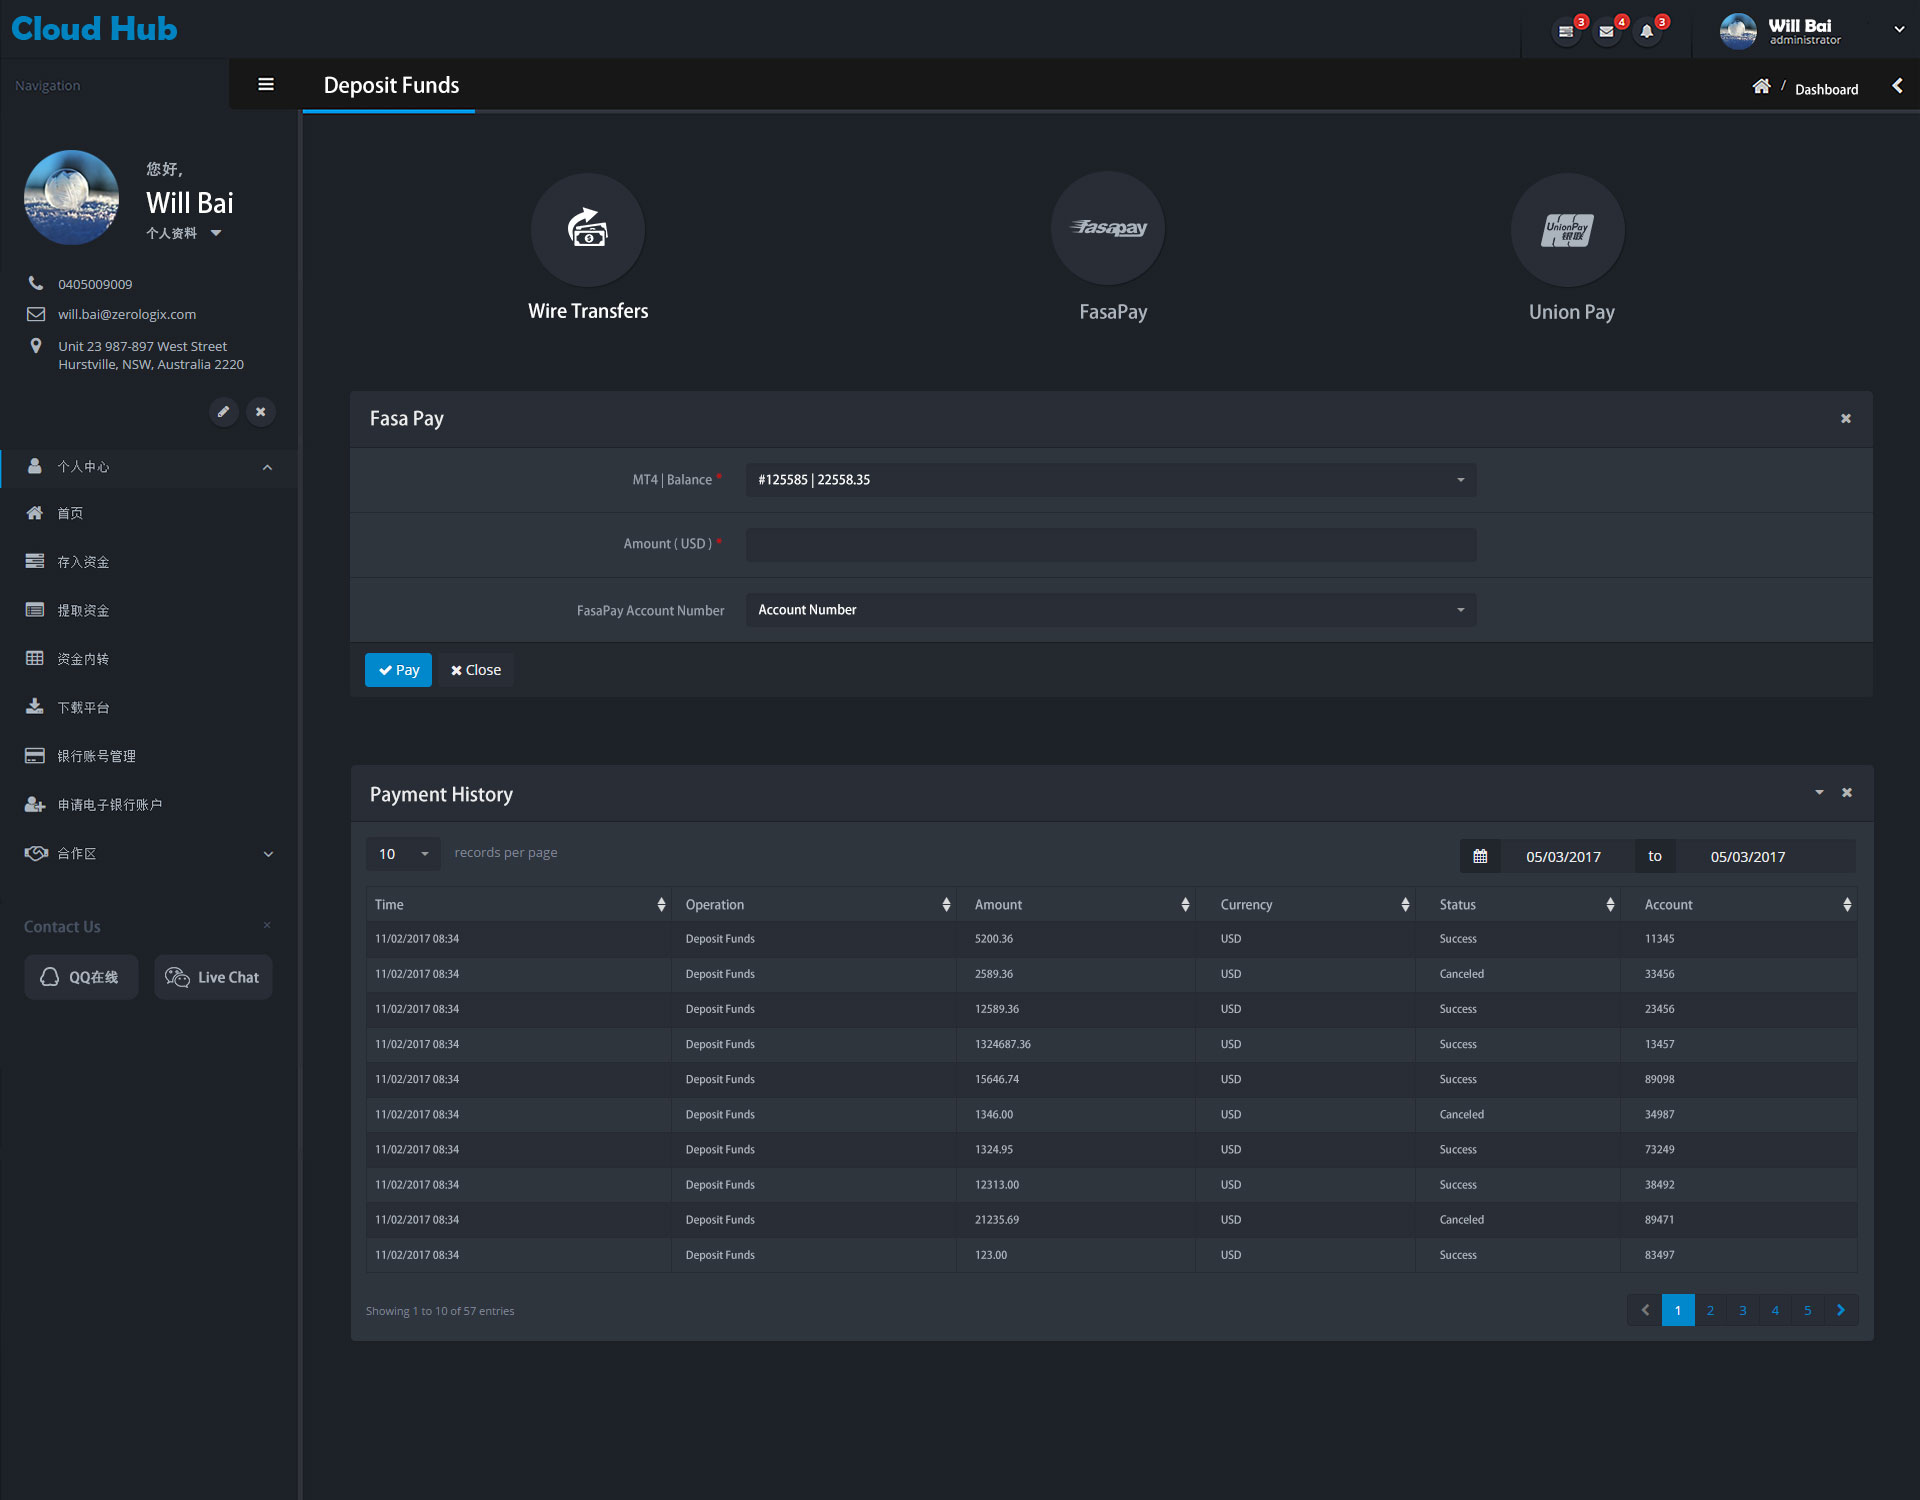 Cloud Hub
3 4 3
Will Bai
administrator
Navigation
Deposit Funds
/ Dashboard
您好,
Will Bai
个人资料
0405009009
will.bai@zerologix.com
Unit 23 987-897 West Street
Hurstville, NSW, Australia 2220
个人中心
首页
存入资金
提取资金
资金内转
下载平台
银行账号管理
申请电子银行账户
合作区
Contact Us
QQ在线
Live Chat
Wire Transfers
fasapay
FasaPay
UnionPay
银联
Union Pay
Fasa Pay
MT4 | Balance * #125585 | 22558.35
Amount ( USD ) *
FasaPay Account Number Account Number
Pay Close
Payment History
10 records per page 05/03/2017 to 05/03/2017
Time Operation Amount Currency Status Account
11/02/2017 08:34 Deposit Funds 5200.36 USD Success 11345
11/02/2017 08:34 Deposit Funds 2589.36 USD Canceled 33456
11/02/2017 08:34 Deposit Funds 12589.36 USD Success 23456
11/02/2017 08:34 Deposit Funds 1324687.36 USD Success 13457
11/02/2017 08:34 Deposit Funds 15646.74 USD Success 89098
11/02/2017 08:34 Deposit Funds 1346.00 USD Canceled 34987
11/02/2017 08:34 Deposit Funds 1324.95 USD Success 73249
11/02/2017 08:34 Deposit Funds 12313.00 USD Success 38492
11/02/2017 08:34 Deposit Funds 21235.69 USD Canceled 89471
11/02/2017 08:34 Deposit Funds 123.00 USD Success 83497
Showing 1 to 10 of 57 entries
1 2 3 4 5